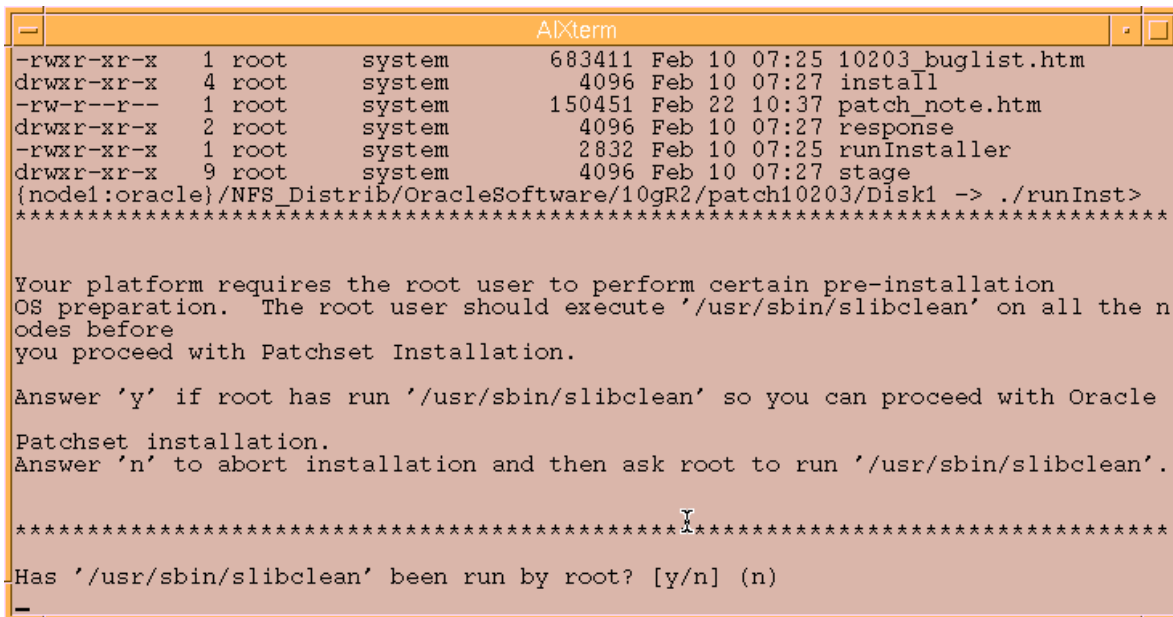 AIXterm
-rwxr-xr-x 1 root system 683411 Feb 10 07:25 10203_buglist.htm
drwxr-xr-x 4 root system 4096 Feb 10 07:27 install
-rw-r--r-- 1 root system 150451 Feb 22 10:37 patch_note.htm
drwxr-xr-x 2 root system 4096 Feb 10 07:27 response
-rwxr-xr-x 1 root system 2832 Feb 10 07:25 runInstaller
drwxr-xr-x 9 root system 4096 Feb 10 07:27 stage
{node1:oracle}/NFS_Distrib/OracleSoftware/10gR2/patch10203/Disk1 -> ./runInst>
********************************************************************************
Your platform requires the root user to perform certain pre-installation
OS preparation.  The root user should execute '/usr/sbin/slibclean' on all the n
odes before
you proceed with Patchset Installation.
Answer 'y' if root has run '/usr/sbin/slibclean' so you can proceed with Oracle
Patchset installation.
Answer 'n' to abort installation and then ask root to run '/usr/sbin/slibclean'.
********************************************************************************
Has '/usr/sbin/slibclean' been run by root? [y/n] (n)